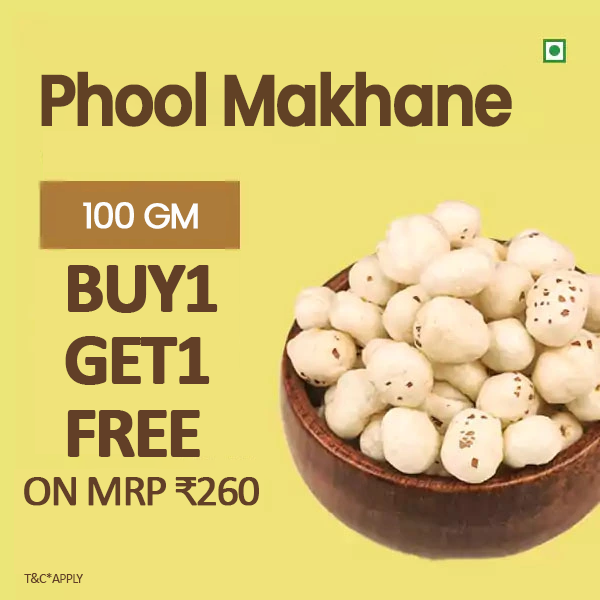 Phool Makhane
100 GM
BUY1
GET1
FREE
ON MRP ₹260
T&C*APPLY